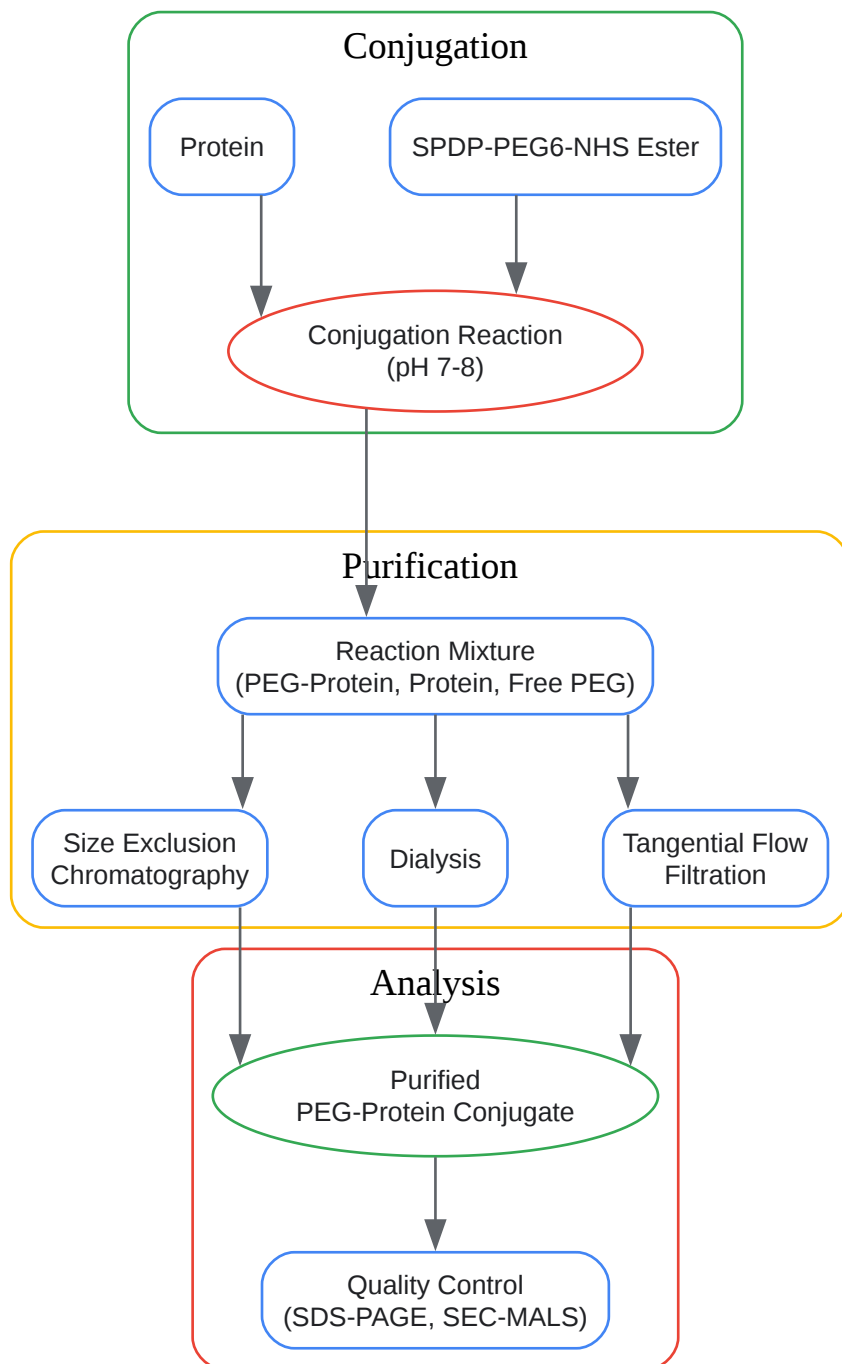 Conjugation
Protein
SPDP-PEG6-NHS Ester
Conjugation Reaction
(pH 7-8)
Purification
Reaction Mixture
(PEG-Protein, Protein, Free PEG)
Size Exclusion
Chromatography
Dialysis
Tangential Flow
Filtration
Analysis
Purified
PEG-Protein Conjugate
Quality Control
(SDS-PAGE, SEC-MALS)